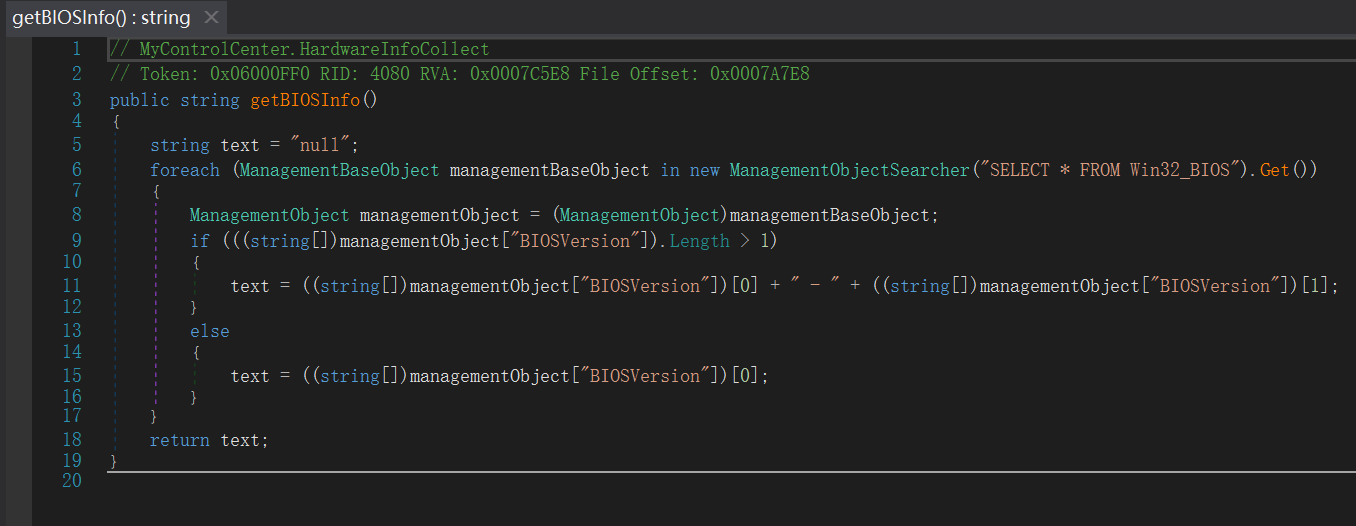 getBIOSInfo() : string ×
1 // MyControlCenter.HardwareInfoCollect
2 // Token: 0x06000FF0 RID: 4080 RVA: 0x0007C5E8 File Offset: 0x0007A7E8
3 public string getBIOSInfo()
4 {
5 string text = "null";
6 foreach (ManagementBaseObject managementBaseObject in new ManagementObjectSearcher("SELECT * FROM Win32_BIOS").Get())
7 {
8 ManagementObject managementObject = (ManagementObject)managementBaseObject;
9 if (((string[])managementObject["BIOSVersion"]).Length > 1)
10 {
11 text = ((string[])managementObject["BIOSVersion"])[0] + " - " + ((string[])managementObject["BIOSVersion"])[1];
12 }
13 else
14 {
15 text = ((string[])managementObject["BIOSVersion"])[0];
16 }
17 }
18 return text;
19 }
20